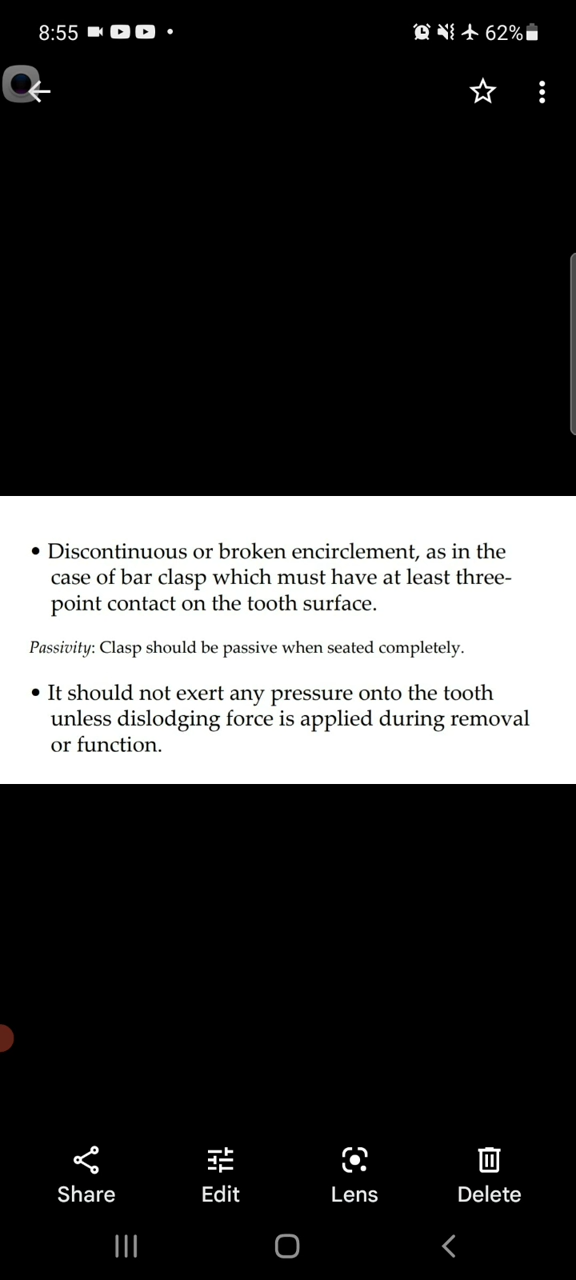 8:55
62%
• Discontinuous or broken encirclement, as in the
case of bar clasp which must have at least three-
point contact on the tooth surface.
Passivity: Clasp should be passive when seated completely.
• It should not exert any pressure onto the tooth
unless dislodging force is applied during removal
or function.
Share Edit Lens Delete